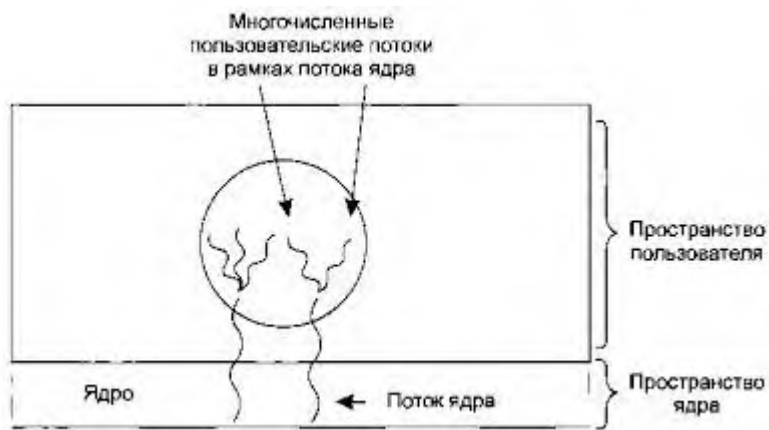 Многочисленные
пользовательские потоки
в рамках потока ядра
Пространство
пользователя
Ядро
Поток ядра
Пространство
ядра